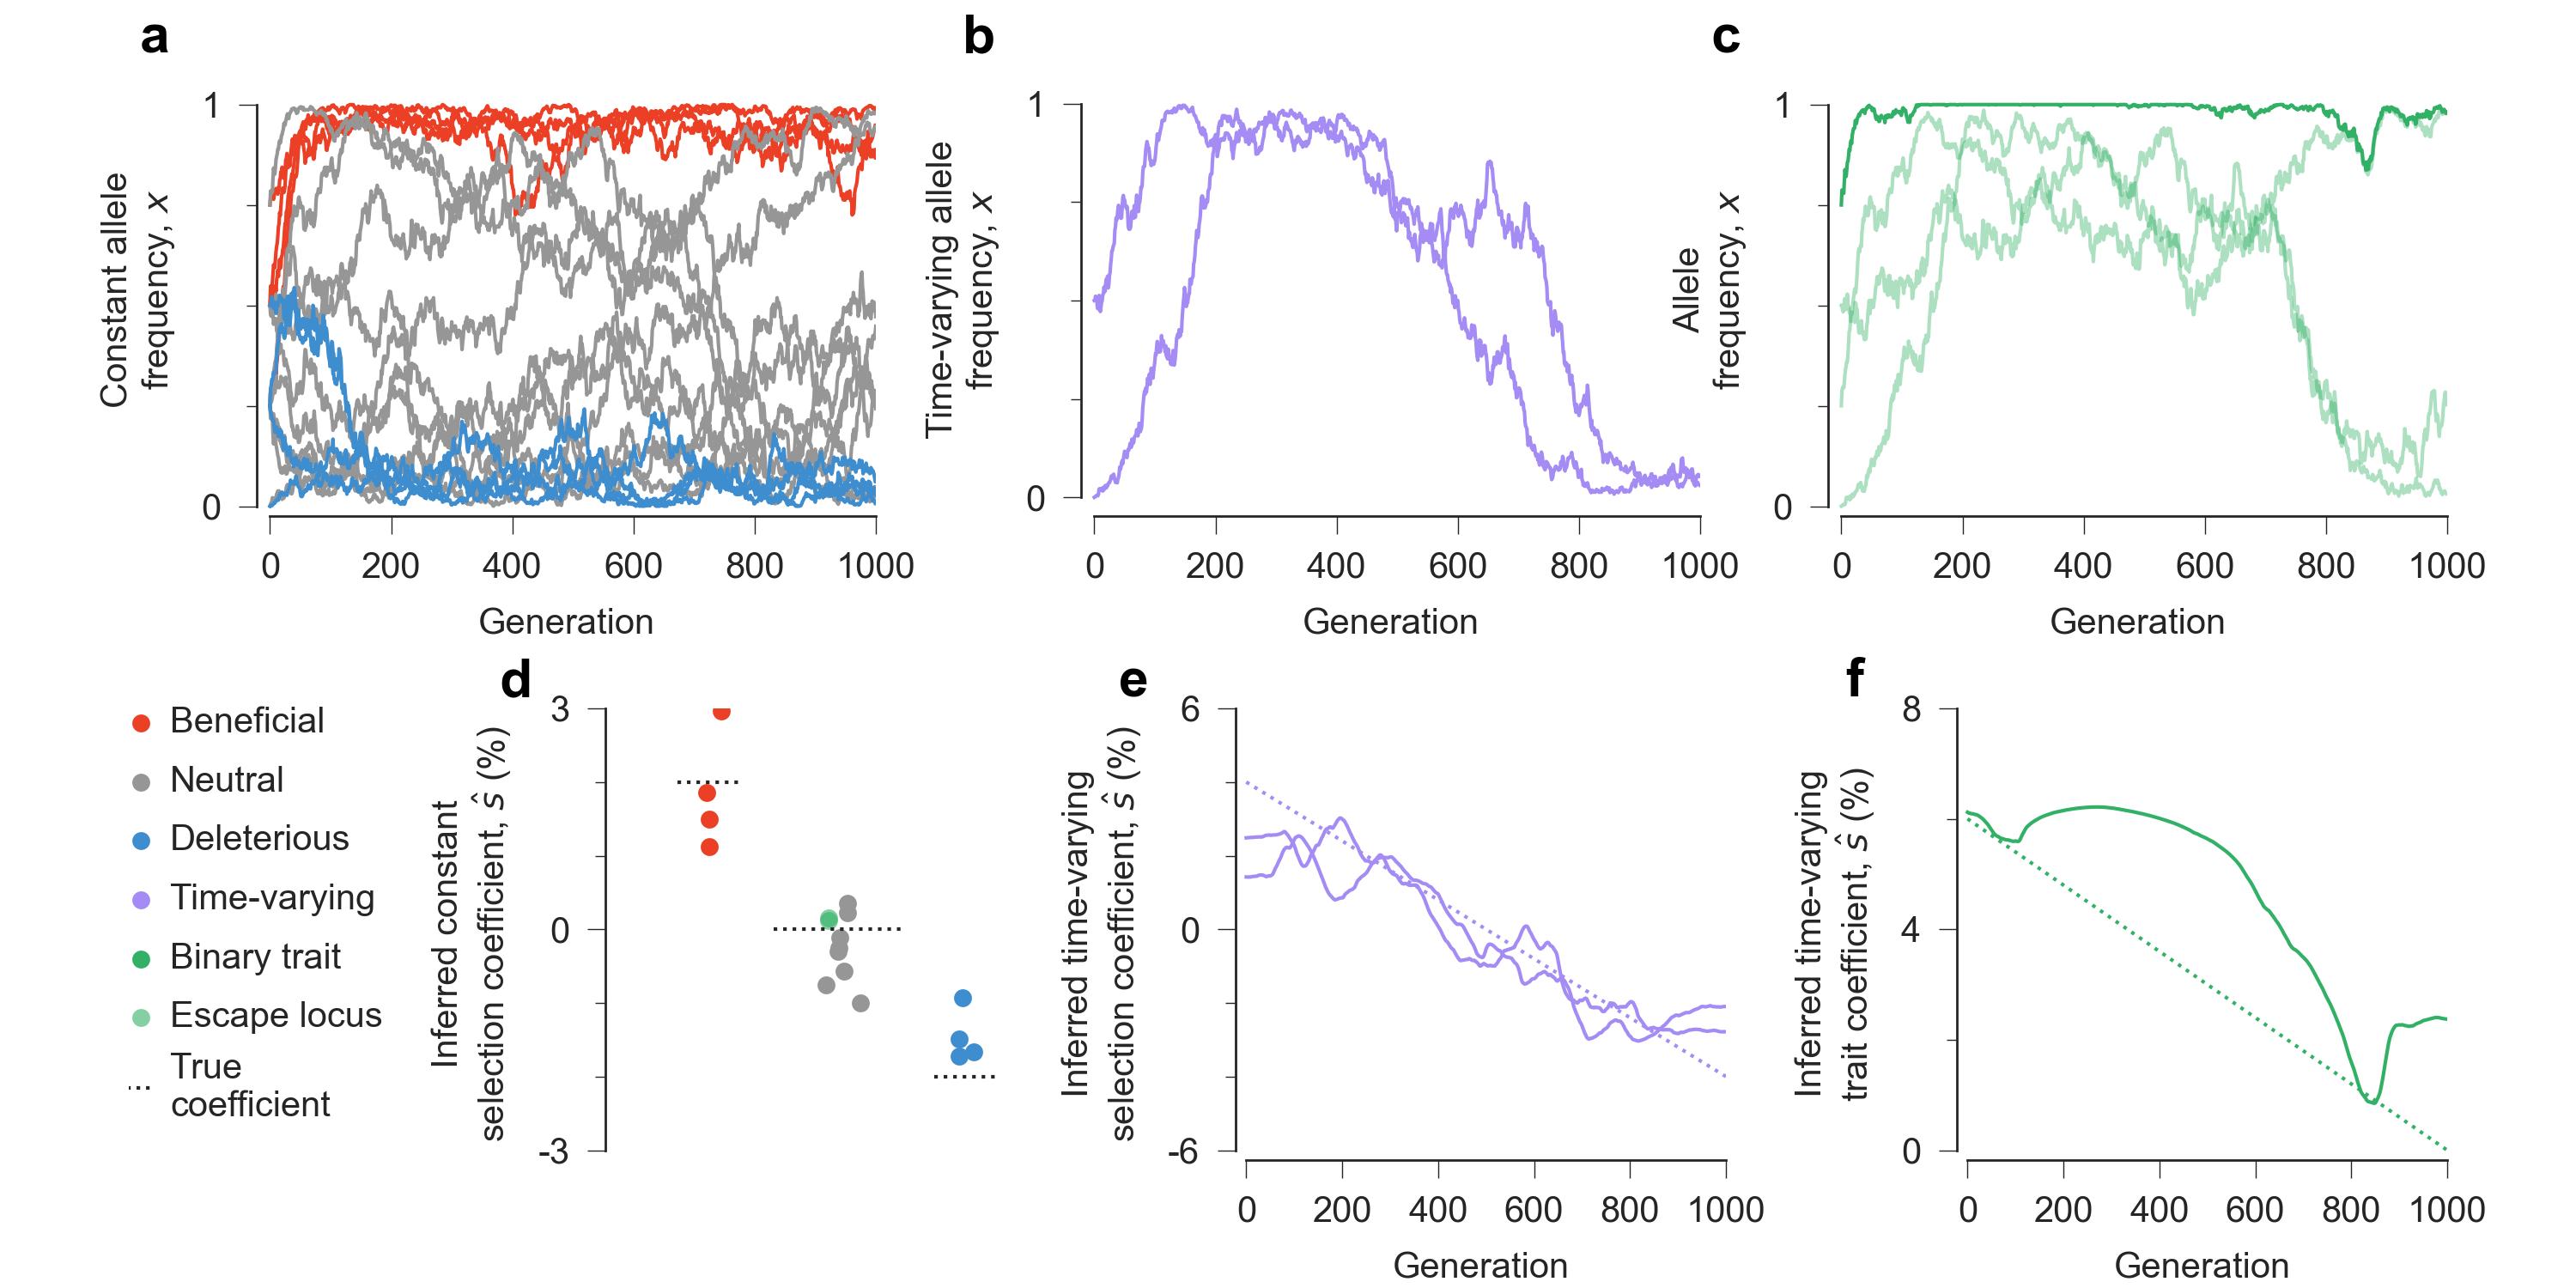 a
1
0
Constant allele
frequency, x
0 200 400 600 800 1000
Generation
b
1
0
Time-varying allele
frequency, x
0 200 400 600 800 1000
Generation
c
1
0
Allele
frequency, x
0 200 400 600 800 1000
Generation
Beneficial
Neutral
Deleterious
Time-varying
Binary trait
Escape locus
True
coefficient
d
3
0
-3
Inferred constant
selection coefficient, ŝ (%)
e
6
0
-6
Inferred time-varying
selection coefficient, ŝ (%)
0 200 400 600 800 1000
Generation
f
8
4
0
Inferred time-varying
trait coefficient, ŝ (%)
0 200 400 600 800 1000
Generation